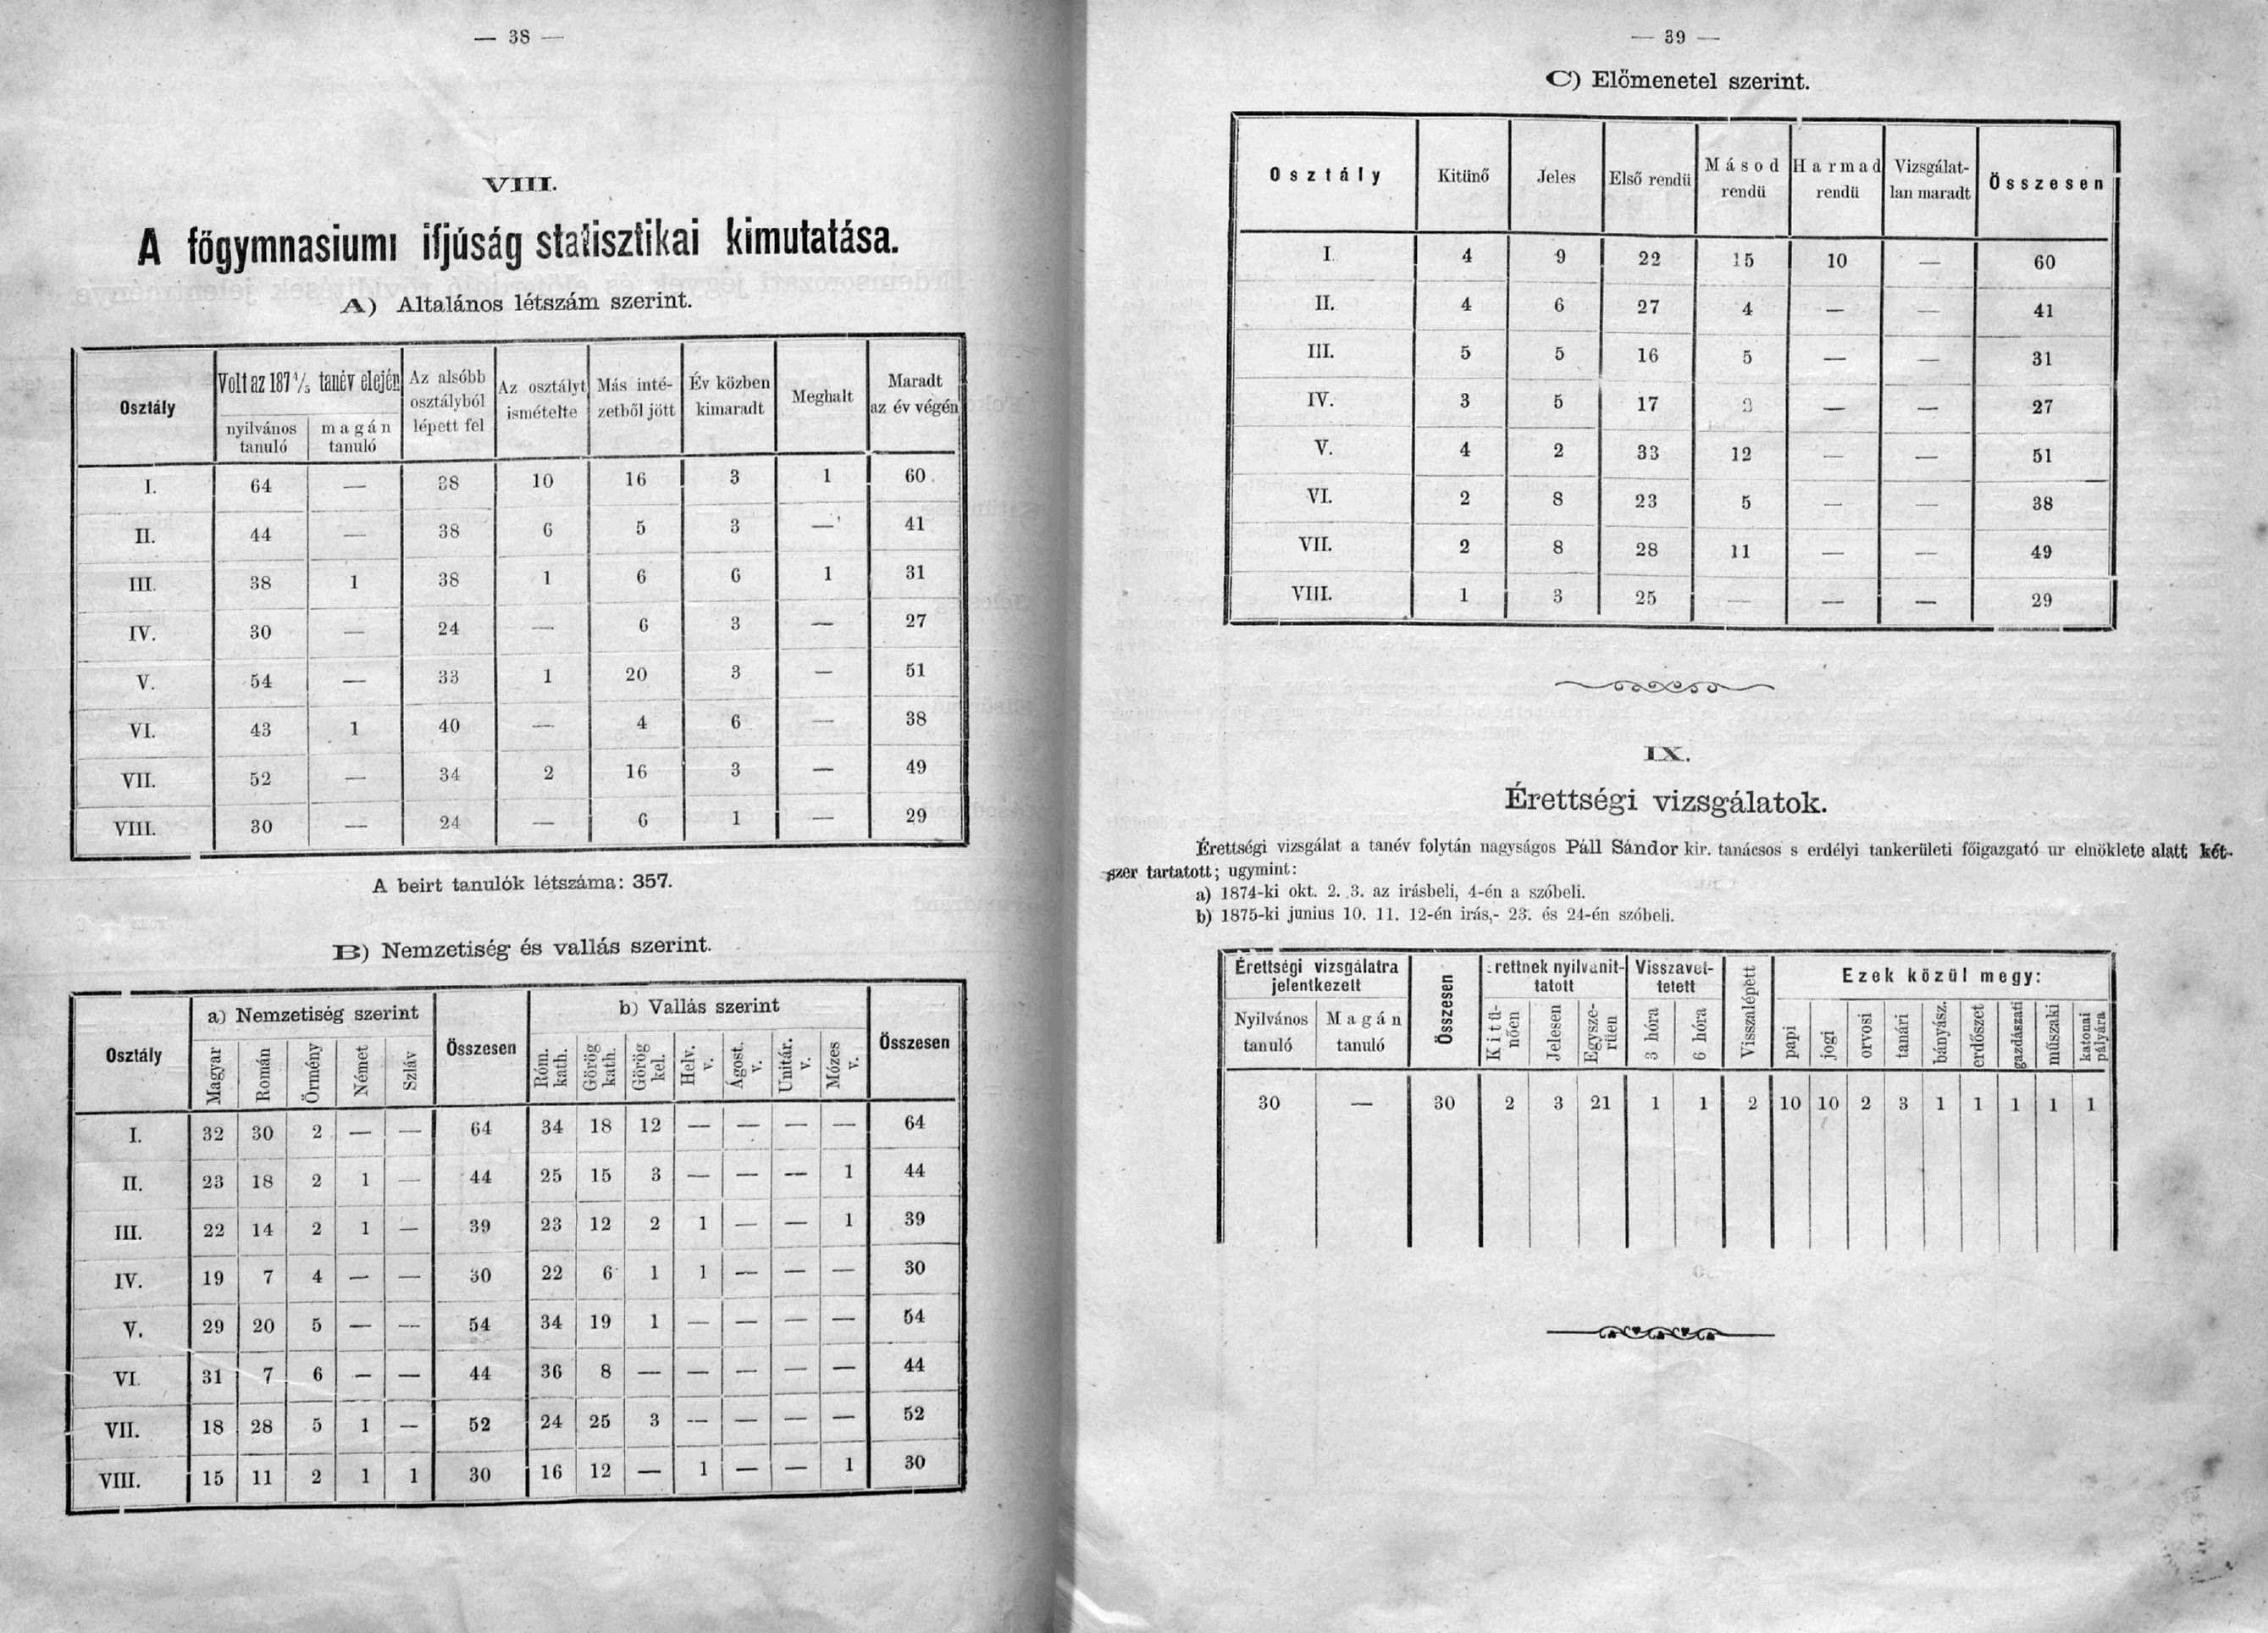 — 38 —
VIII.
A főgymnasiumi ifjúság statisztikai kimutatása.
A) Altalános létszám szerint.
Osztály | Volt az 187 4/5 tanév elején | Az alsóbb osztályból lépett fel | Az osztályt ismételte | Más intézetből jött | Év közben kimaradt | Meghalt | Maradt az év végén
nyilvános tanuló | magán tanuló
I. 64 — 38 10 16 3 1 60
II. 44 — 38 6 5 3 — 41
III. 38 1 38 1 6 6 1 31
IV. 30 — 24 — 6 3 — 27
V. 54 — 33 1 20 3 — 51
VI. 43 1 40 — 4 6 — 38
VII. 52 — 34 2 16 3 — 49
VIII. 30 — 24 — 6 1 — 29
A beirt tanulók létszáma: 357.
B) Nemzetiség és vallás szerint.
Osztály | a) Nemzetiség szerint | Összesen | b) Vallás szerint | Összesen
Magyar | Román | Örmény | Német | Szláv | Róm. kath. | Görög kath. | Görög kel. | Helv. v. | Ágost. v. | Unitár. v. | Mózes v.
I. 32 30 2 — — 64 34 18 12 — — — — 64
II. 23 18 2 1 — 44 25 15 3 — — — 1 44
III. 22 14 2 1 — 39 23 12 2 1 — — 1 39
IV. 19 7 4 — — 30 22 6 1 1 — — — 30
V. 29 20 5 — — 54 34 19 1 — — — — 54
VI. 31 7 6 — — 44 36 8 — — — — — 44
VII. 18 28 5 1 — 52 24 25 3 — — — — 52
VIII. 15 11 2 1 1 30 16 12 — 1 — — 1 30
— 39 —
C) Előmenetel szerint.
Osztály | Kitünő | Jeles | Első rendü | Másod rendü | Harmad rendü | Vizsgálatlan maradt | Összesen
I. 4 9 22 15 10 — 60
II. 4 6 27 4 — — 41
III. 5 5 16 5 — — 31
IV. 3 5 17 — — 27
V. 4 2 33 12 — — 51
VI. 2 8 23 5 — — 38
VII. 2 8 28 11 — — 49
VIII. 1 3 25 — — — 29
IX.
Érettségi vizsgálatok.
Érettségi vizsgálat a tanév folytán nagyságos Páll Sándor kir. tanácsos s erdélyi tankerületi főigazgató ur elnöklete alatt két-
szer tartatott; ugymint:
a) 1874-ki okt. 2. 3. az irásbeli, 4-én a szóbeli.
b) 1875-ki junius 10. 11. 12-én irás,- 23. és 24-én szóbeli.
Érettségi vizsgálatra jelentkezelt | Összesen | rettnek nyilvanittatott | Visszavettetett | Visszalépett | Ezek közül megy:
Nyilvános tanuló | Magán tanuló | Kitünően | Jelesen | Egyszerüen | 3 hóra | 6 hóra | papi | jogi | orvosi | tanári | bányász. | erdőszet | gazdászati | műszaki | katonai pályára
30 — 30 2 3 21 1 1 2 10 10 2 3 1 1 1 1 1